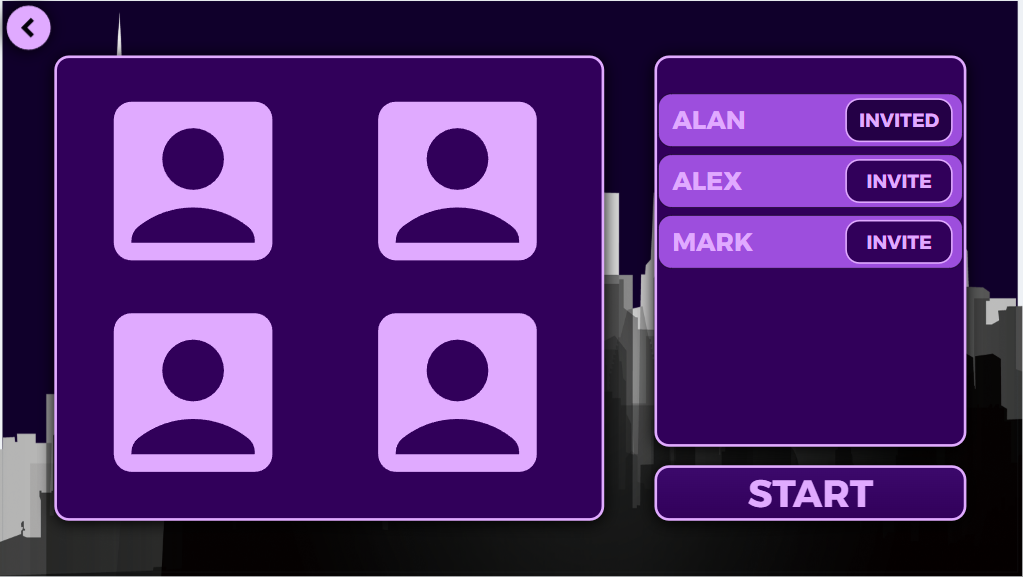 ALAN INVITED
ALEX INVITE
MARK INVITE
START